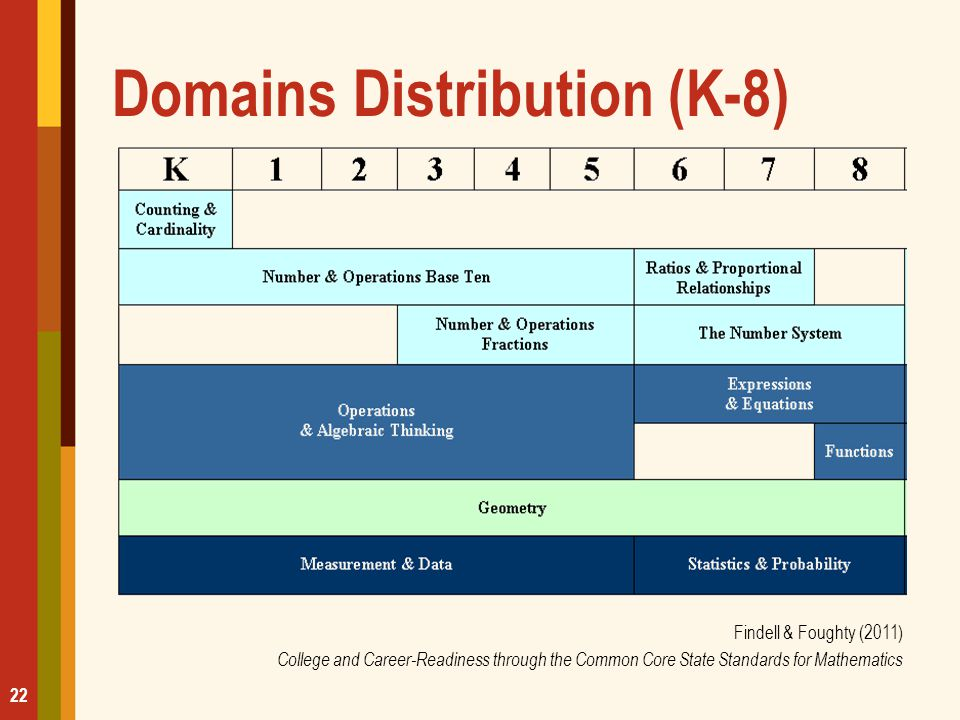 Domains Distribution (K-8)
K 1 2 3 4 5 6 7 8
Counting &
Cardinality
Number & Operations Base Ten
Ratios & Proportional
Relationships
Number & Operations
Fractions
The Number System
Operations
& Algebraic Thinking
Expressions
& Equations
Functions
Geometry
Measurement & Data
Statistics & Probability
Findell & Foughty (2011)
College and Career-Readiness through the Common Core State Standards for Mathematics
22